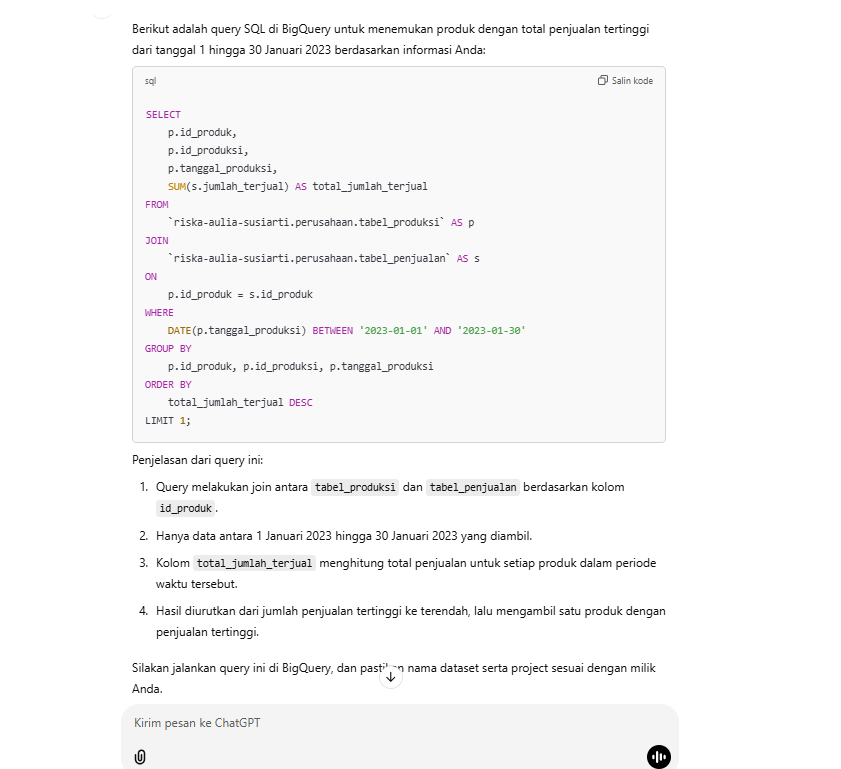 Berikut adalah query SQL di BigQuery untuk menemukan produk dengan total penjualan tertinggi
dari tanggal 1 hingga 30 Januari 2023 berdasarkan informasi Anda:
sql
Salin kode
SELECT
p.id_produk,
p.id_produksi,
p.tanggal_produksi,
SUM(s.jumlah_terjual) AS total_jumlah_terjual
FROM
`riska-aulia-susiarti.perusahaan.tabel_produksi` AS p
JOIN
`riska-aulia-susiarti.perusahaan.tabel_penjualan` AS s
ON
p.id_produk = s.id_produk
WHERE
DATE(p.tanggal_produksi) BETWEEN '2023-01-01' AND '2023-01-30'
GROUP BY
p.id_produk, p.id_produksi, p.tanggal_produksi
ORDER BY
total_jumlah_terjual DESC
LIMIT 1;
Penjelasan dari query ini:
1. Query melakukan join antara tabel_produksi dan tabel_penjualan berdasarkan kolom
id_produk.
2. Hanya data antara 1 Januari 2023 hingga 30 Januari 2023 yang diambil.
3. Kolom total_jumlah_terjual menghitung total penjualan untuk setiap produk dalam periode
waktu tersebut.
4. Hasil diurutkan dari jumlah penjualan tertinggi ke terendah, lalu mengambil satu produk dengan
penjualan tertinggi.
Silakan jalankan query ini di BigQuery, dan pastikan nama dataset serta project sesuai dengan milik
Anda.
Kirim pesan ke ChatGPT